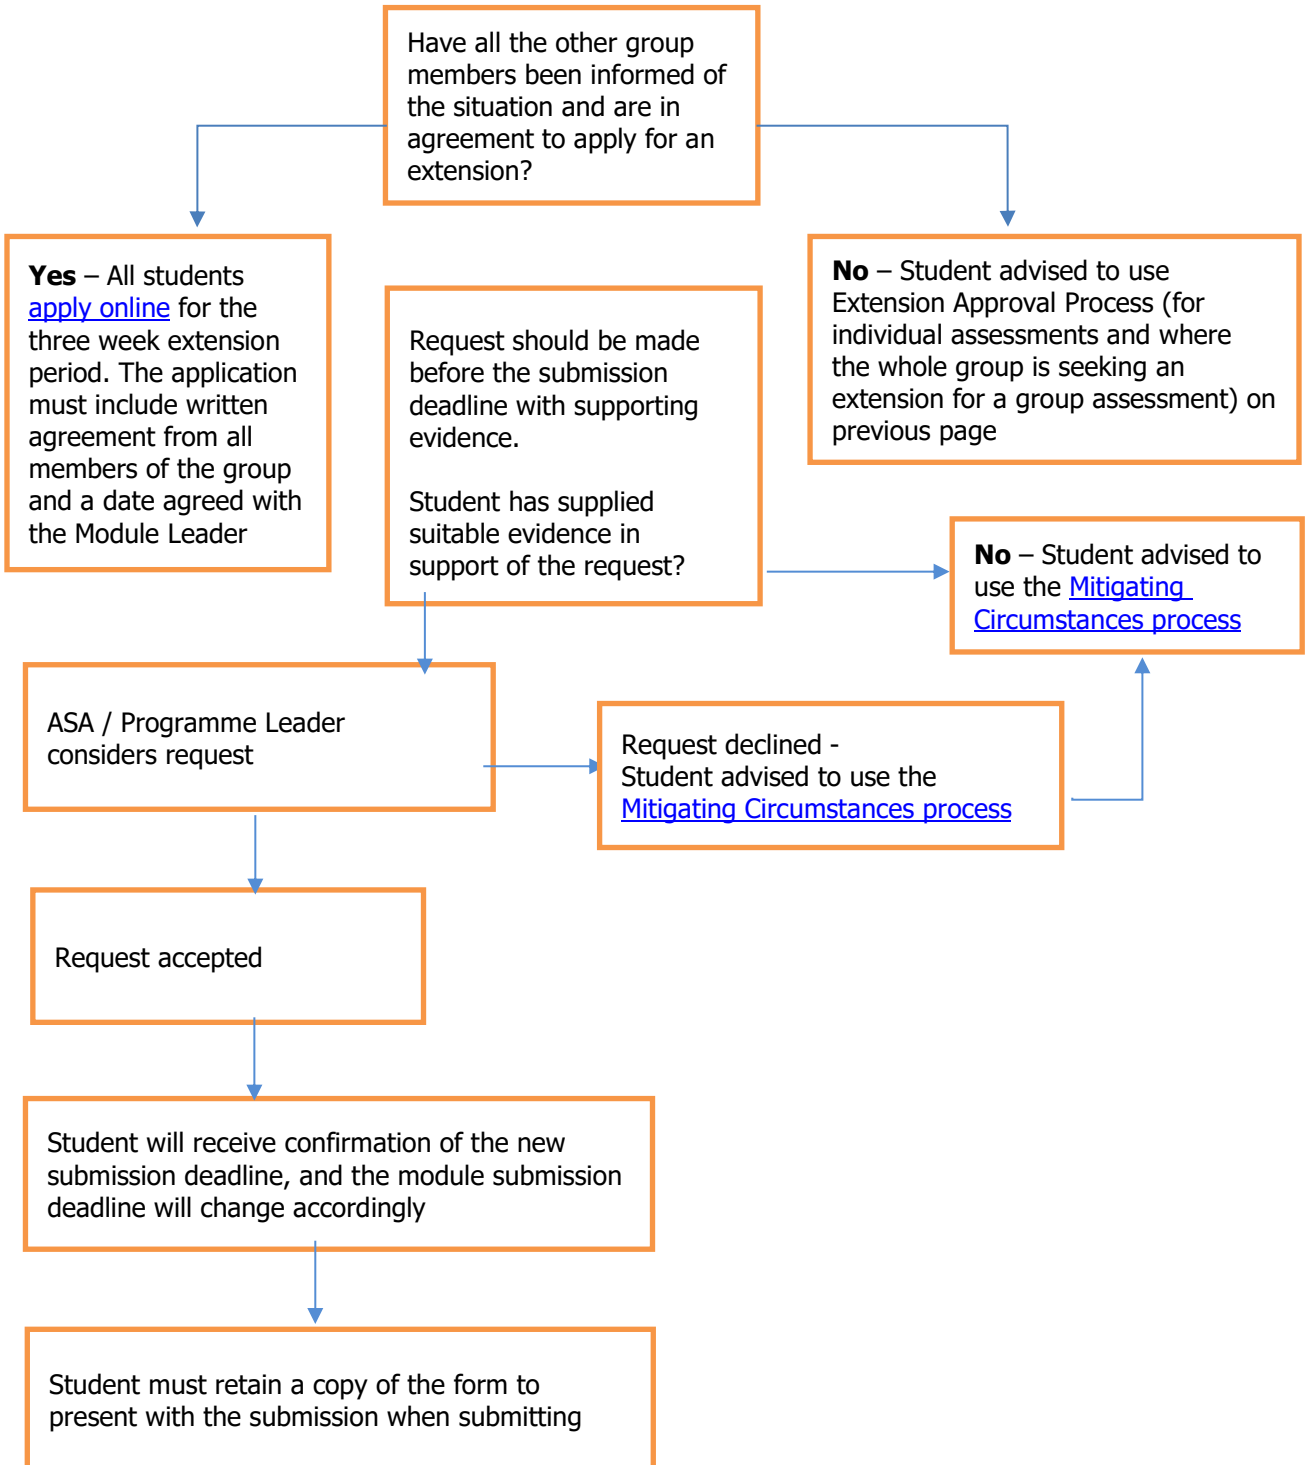 Have all the other group
members been informed of
the situation and are in
agreement to apply for an
extension?
Yes – All students
apply online for the
three week extension
period. The application
must include written
agreement from all
members of the group
and a date agreed with
the Module Leader
Request should be made
before the submission
deadline with supporting
evidence.
Student has supplied
suitable evidence in
support of the request?
No – Student advised to use
Extension Approval Process (for
individual assessments and where
the whole group is seeking an
extension for a group assessment) on
previous page
No – Student advised to
use the Mitigating
Circumstances process
ASA / Programme Leader
considers request
Request declined -
Student advised to use the
Mitigating Circumstances process
Request accepted
Student will receive confirmation of the new
submission deadline, and the module submission
deadline will change accordingly
Student must retain a copy of the form to
present with the submission when submitting